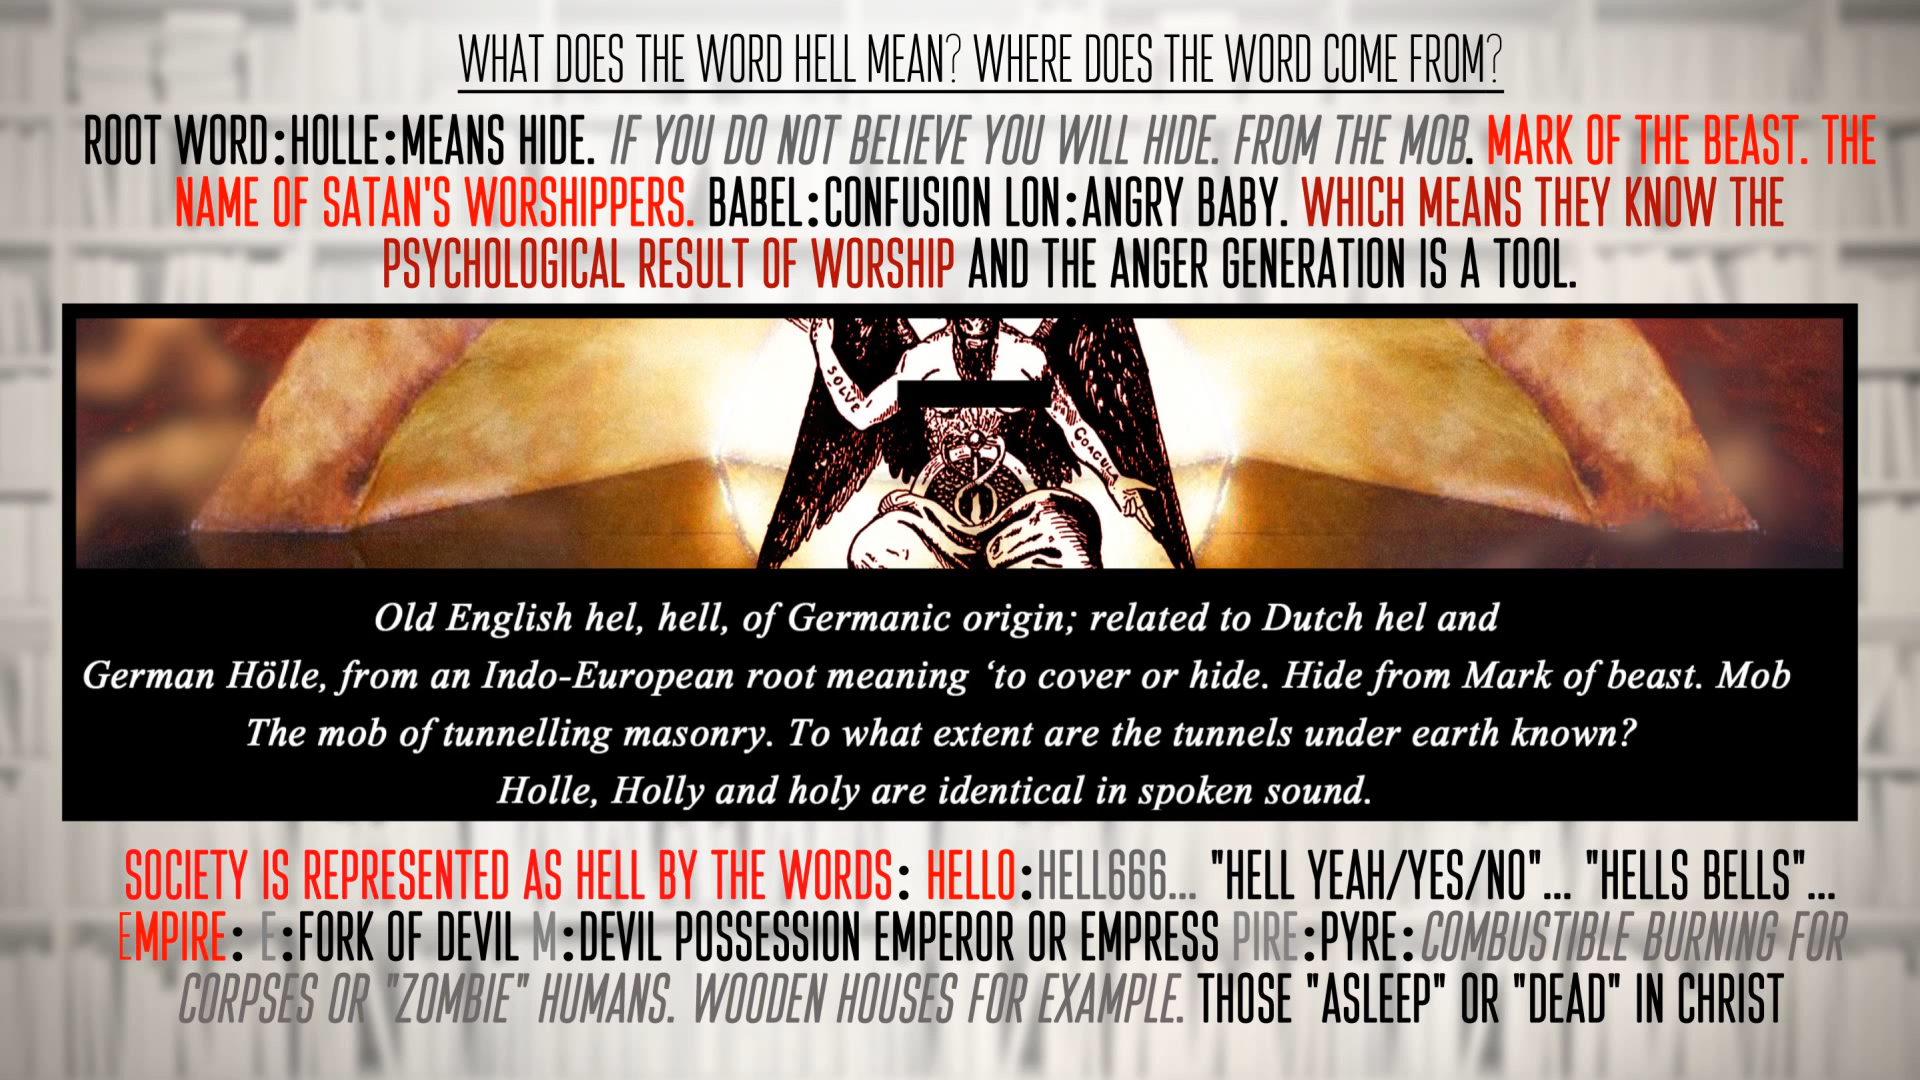 WHAT DOES THE WORD HELL MEAN? WHERE DOES THE WORD COME FROM?
ROOT WORD:HOLLE:MEANS HIDE. IF YOU DO NOT BELIEVE YOU WILL HIDE. FROM THE MOB. MARK OF THE BEAST. THE
NAME OF SATAN'S WORSHIPPERS. BABEL:CONFUSION LON:ANGRY BABY. WHICH MEANS THEY KNOW THE
PSYCHOLOGICAL RESULT OF WORSHIP AND THE ANGER GENERATION IS A TOOL.
SOLVE
COAGUL
Old English hel, hell, of Germanic origin; related to Dutch hel and
German Hölle, from an Indo-European root meaning ‘to cover or hide. Hide from Mark of beast. Mob
The mob of tunnelling masonry. To what extent are the tunnels under earth known?
Holle, Holly and holy are identical in spoken sound.
SOCIETY IS REPRESENTED AS HELL BY THE WORDS: HELLO:HELL666... "HELL YEAH/YES/NO"... "HELLS BELLS"...
EMPIRE: E:FORK OF DEVIL M:DEVIL POSSESSION EMPEROR OR EMPRESS PIRE:PYRE:COMBUSTIBLE BURNING FOR
CORPSES OR "ZOMBIE" HUMANS. WOODEN HOUSES FOR EXAMPLE. THOSE "ASLEEP" OR "DEAD" IN CHRIST